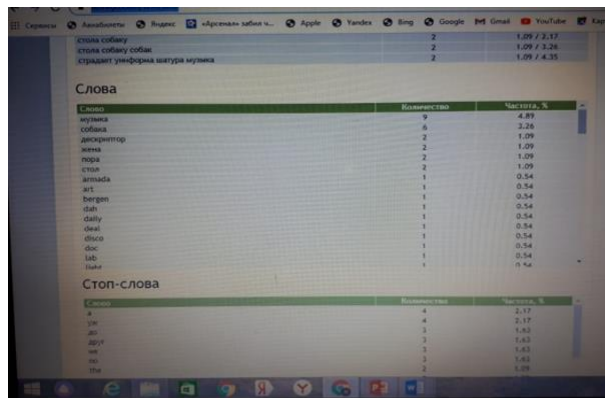 Сервисы Авиабилеты Яндекс «Арсенал» забил ч... Apple Yandex Bing Google Gmail YouTube
стола собаку 2 1.09 / 2.17
стола собаку собак 2 1.09 / 3.26
страдает униформа шатура музыка 2 1.09 / 4.35
Слова
Слово Количество Частота, %
музыка 9 4.89
собака 6 3.26
дескриптор 2 1.09
жена 2 1.09
пора 2 1.09
стол 2 1.09
armada 1 0.54
art 1 0.54
bergen 1 0.54
dah 1 0.54
daily 1 0.54
deal 1 0.54
disco 1 0.54
doc 1 0.54
lab 1 0.54
light 1 0.54
Стоп-слова
Слово Количество Частота, %
а 4 2.17
уж 4 2.17
до 3 1.63
друг 3 1.63
не 3 1.63
по 3 1.63
the 2 1.09